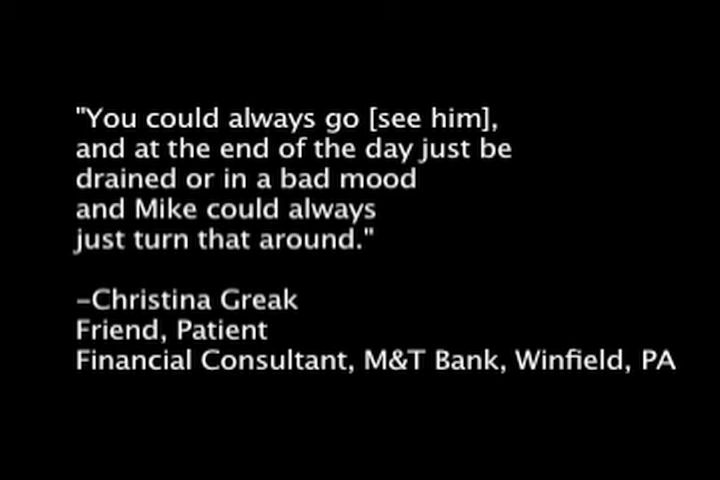 "You could always go [see him],
and at the end of the day just be
drained or in a bad mood
and Mike could always
just turn that around."
–Christina Greak
Friend, Patient
Financial Consultant, M&T Bank, Winfield, PA